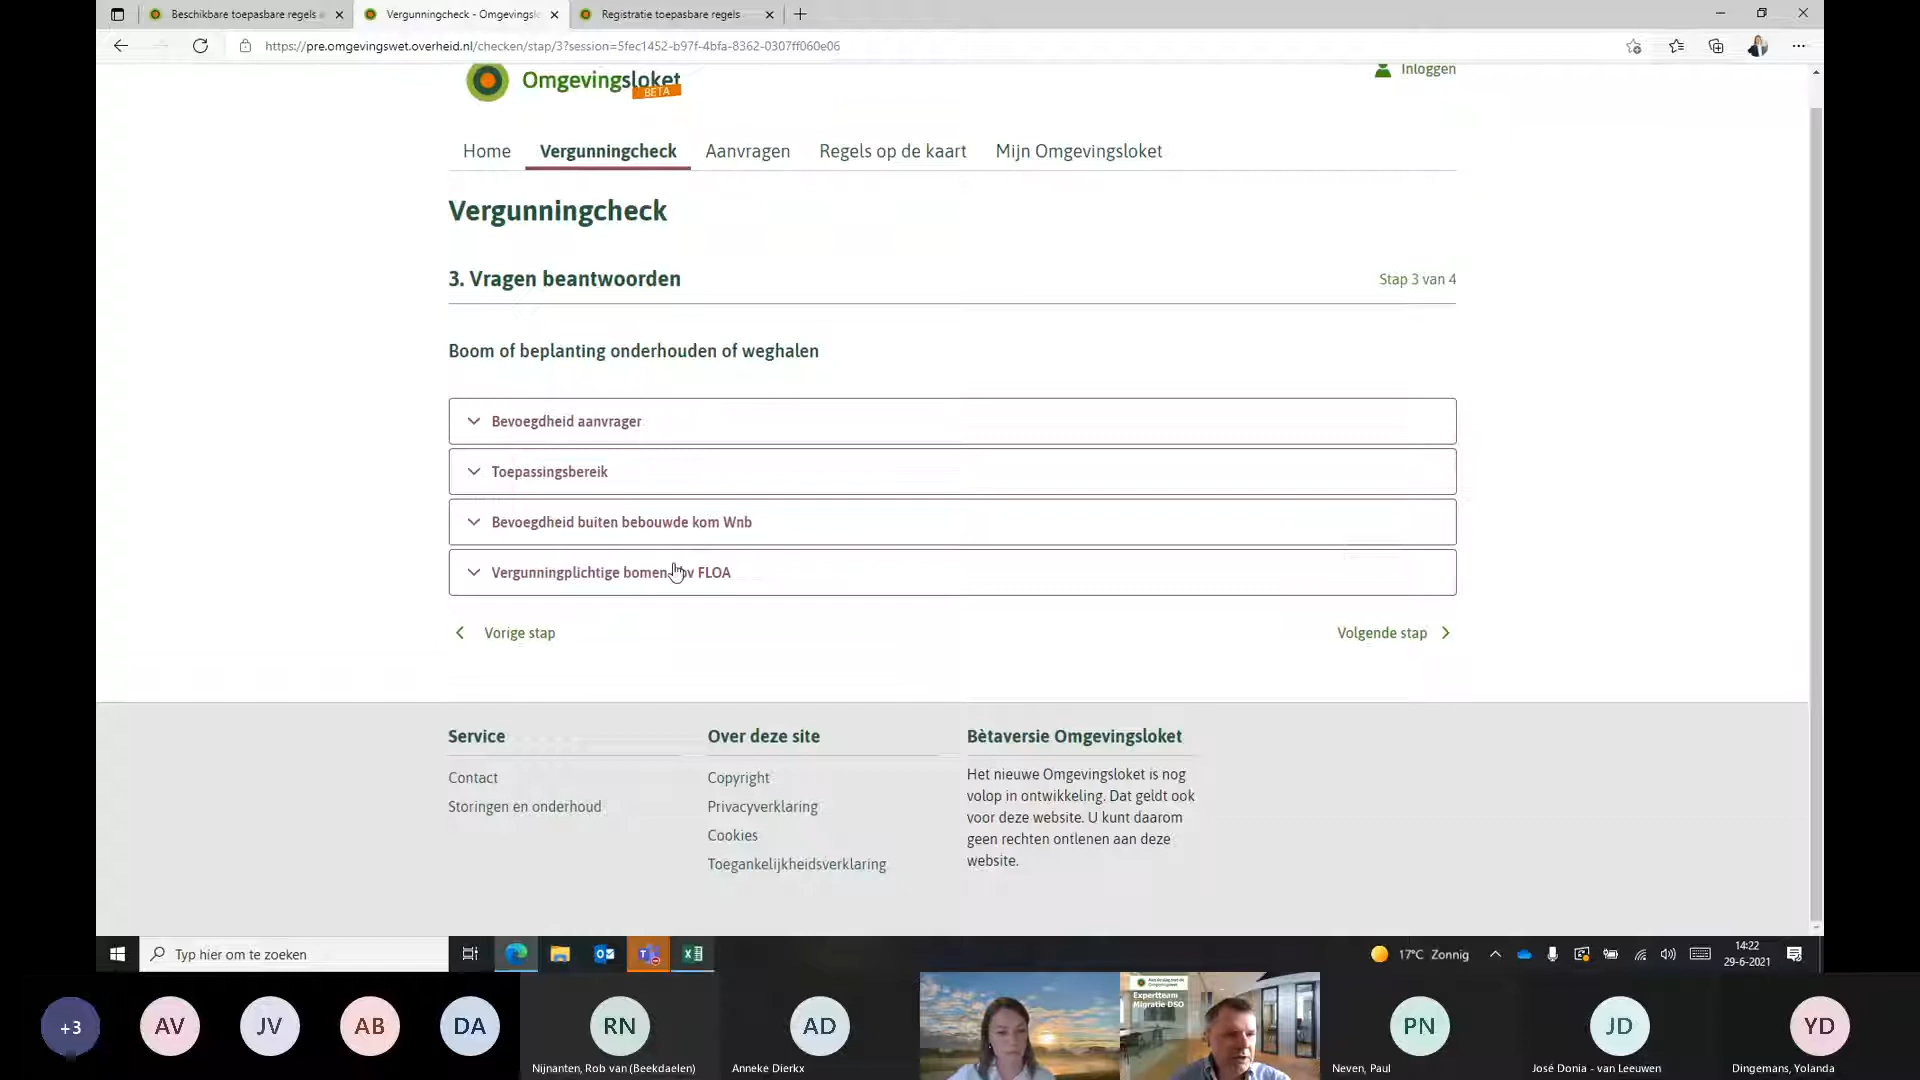 Beschikbare toepasbare regels
Vergunningcheck - Omgevingsl
Registratie toepasbare regels
https://pre.omgevingswet.overheid.nl/checken/stap/3?session=5fec1452-b97f-4bfa-8362-0307ff060e06
Omgevingsloket
BETA
Inloggen
Home
Vergunningcheck
Aanvragen
Regels op de kaart
Mijn Omgevingsloket
Vergunningcheck
3. Vragen beantwoorden
Stap 3 van 4
Boom of beplanting onderhouden of weghalen
Bevoegdheid aanvrager
Toepassingsbereik
Bevoegdheid buiten bebouwde kom Wnb
Vergunningplichtige bomen ov FLOA
Vorige stap
Volgende stap
Service
Contact
Storingen en onderhoud
Over deze site
Copyright
Privacyverklaring
Cookies
Toegankelijkheidsverklaring
Bètaversie Omgevingsloket
Het nieuwe Omgevingsloket is nog
volop in ontwikkeling. Dat geldt ook
voor deze website. U kunt daarom
geen rechten ontlenen aan deze
website.
Typ hier om te zoeken
17°C Zonnig
14:22
29-6-2021
+3
AV
JV
AB
DA
RN
Nijnanten, Rob van (Beekdaelen)
AD
Anneke Dierkx
Expertteam
Migratie DSO
PN
Neven, Paul
JD
José Donia - van Leeuwen
YD
Dingemans, Yolanda